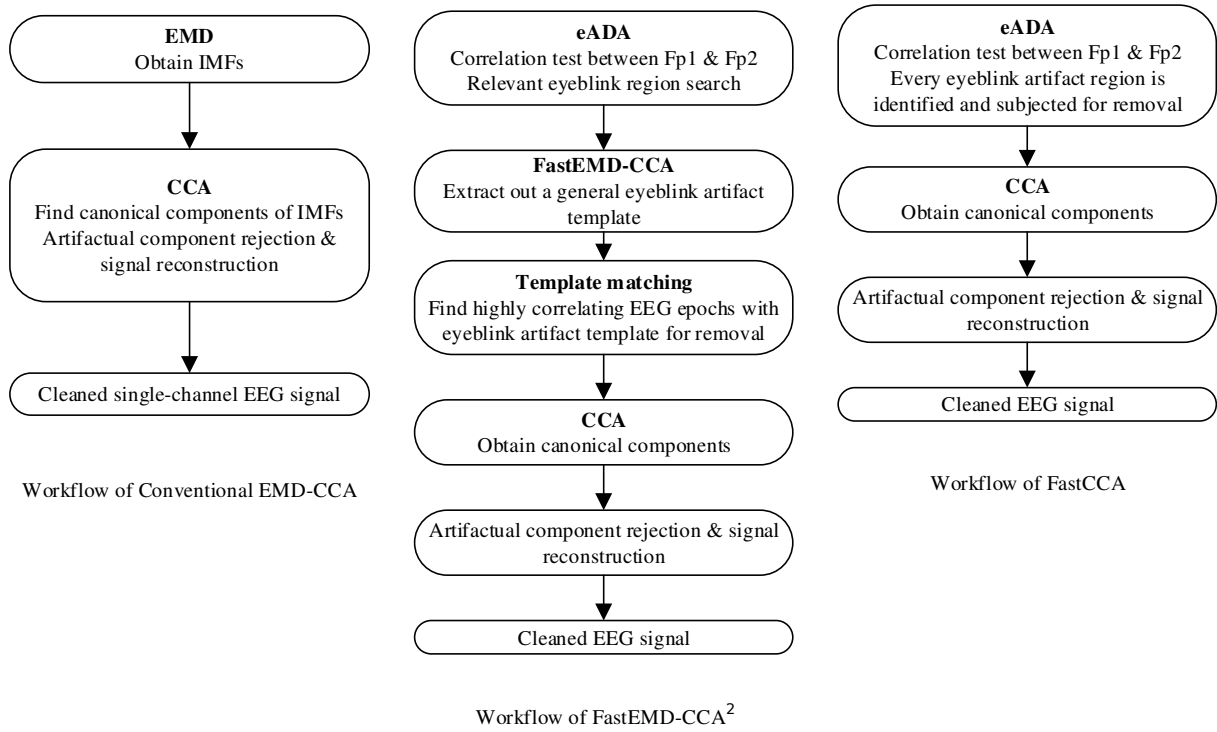 EMD
Obtain IMFs
CCA
Find canonical components of IMFs
Artifactual component rejection &
signal reconstruction
Cleaned single-channel EEG signal
Workflow of Conventional EMD-CCA
eADA
Correlation test between Fp1 & Fp2
Relevant eyeblink region search
FastEMD-CCA
Extract out a general eyeblink artifact
template
Template matching
Find highly correlating EEG epochs with
eyeblink artifact template for removal
CCA
Obtain canonical components
Artifactual component rejection & signal
reconstruction
Cleaned EEG signal
Workflow of FastEMD-CCA²
eADA
Correlation test between Fp1 & Fp2
Every eyeblink artifact region is
identified and subjected for removal
CCA
Obtain canonical components
Artifactual component rejection & signal
reconstruction
Cleaned EEG signal
Workflow of FastCCA